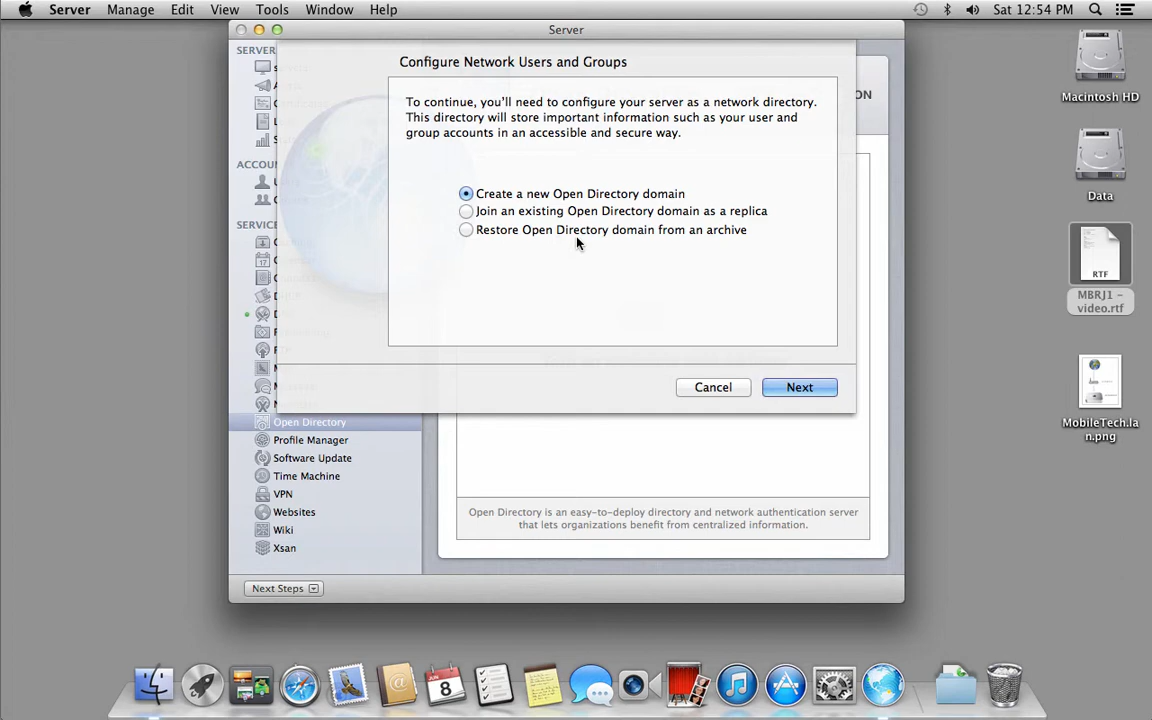 Server Manage Edit View Tools Window Help Sat 12:54 PM
Server
SERVER
ACCOU
SERVICE
ON
Configure Network Users and Groups
To continue, you'll need to configure your server as a network directory.
This directory will store important information such as your user and
group accounts in an accessible and secure way.
Create a new Open Directory domain
Join an existing Open Directory domain as a replica
Restore Open Directory domain from an archive
Cancel Next
Open Directory
Profile Manager
Software Update
Time Machine
VPN
Websites
Wiki
Xsan
Open Directory is an easy-to-deploy directory and network authentication server
that lets organizations benefit from centralized information.
Next Steps
Macintosh HD
Data
RTF
MBRJ1 -
video.rtf
MobileTech.la
n.png
JUN
8